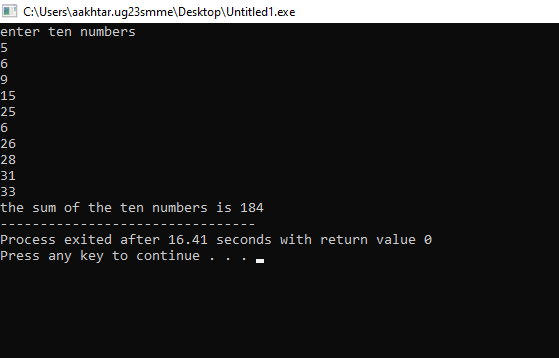 C:\Users\aakhtar.ug23smme\Desktop\Untitled1.exe
enter ten numbers
5
6
9
15
25
6
26
28
31
33
the sum of the ten numbers is 184
--------------------------------
Process exited after 16.41 seconds with return value 0
Press any key to continue . . .